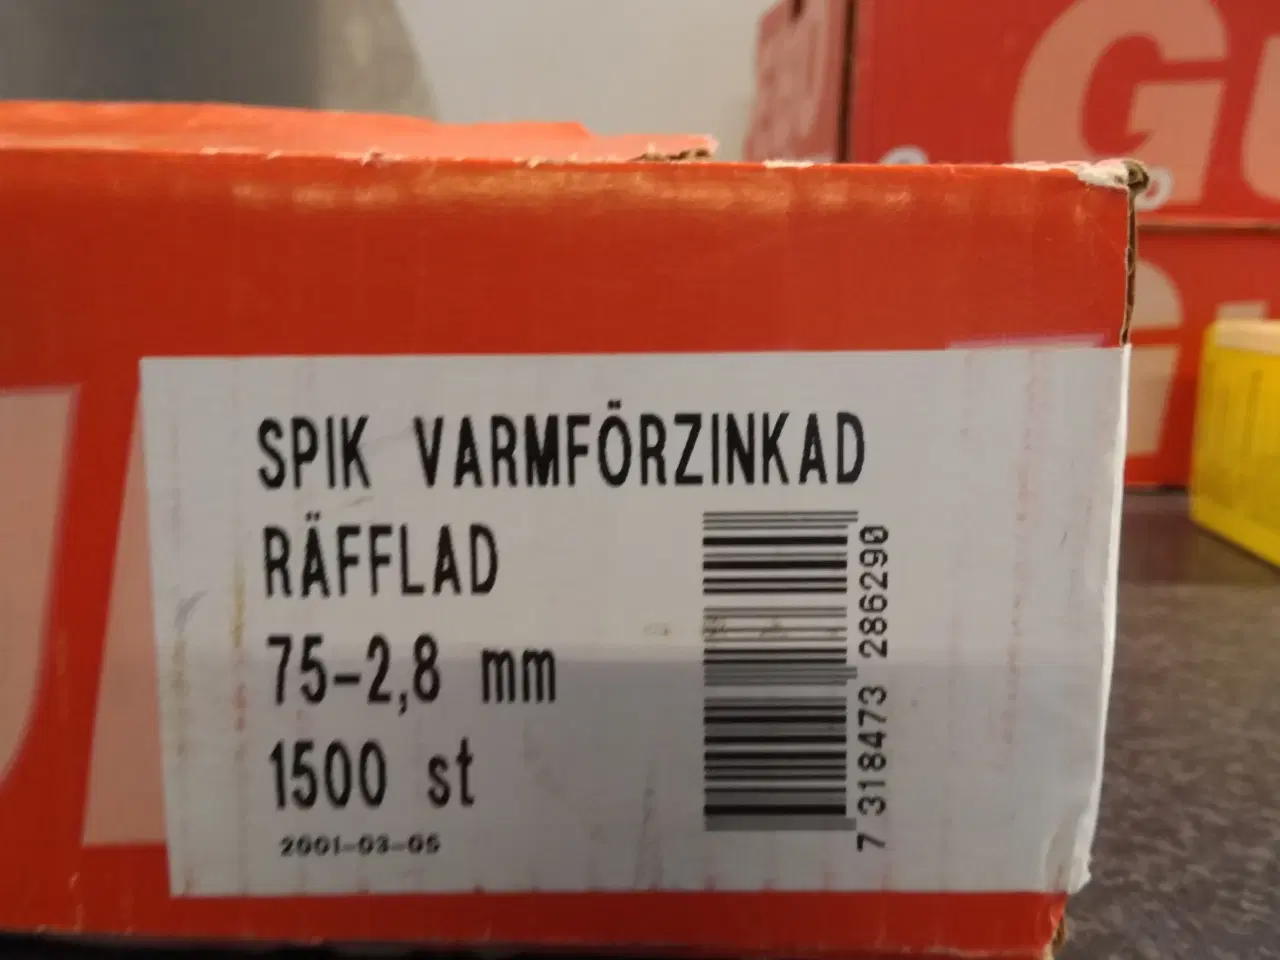 SPIK VARMFÖRZINKAD
RÄFFLAD
75-2,8 mm
1500 st
2001-03-05
7 318473 286290